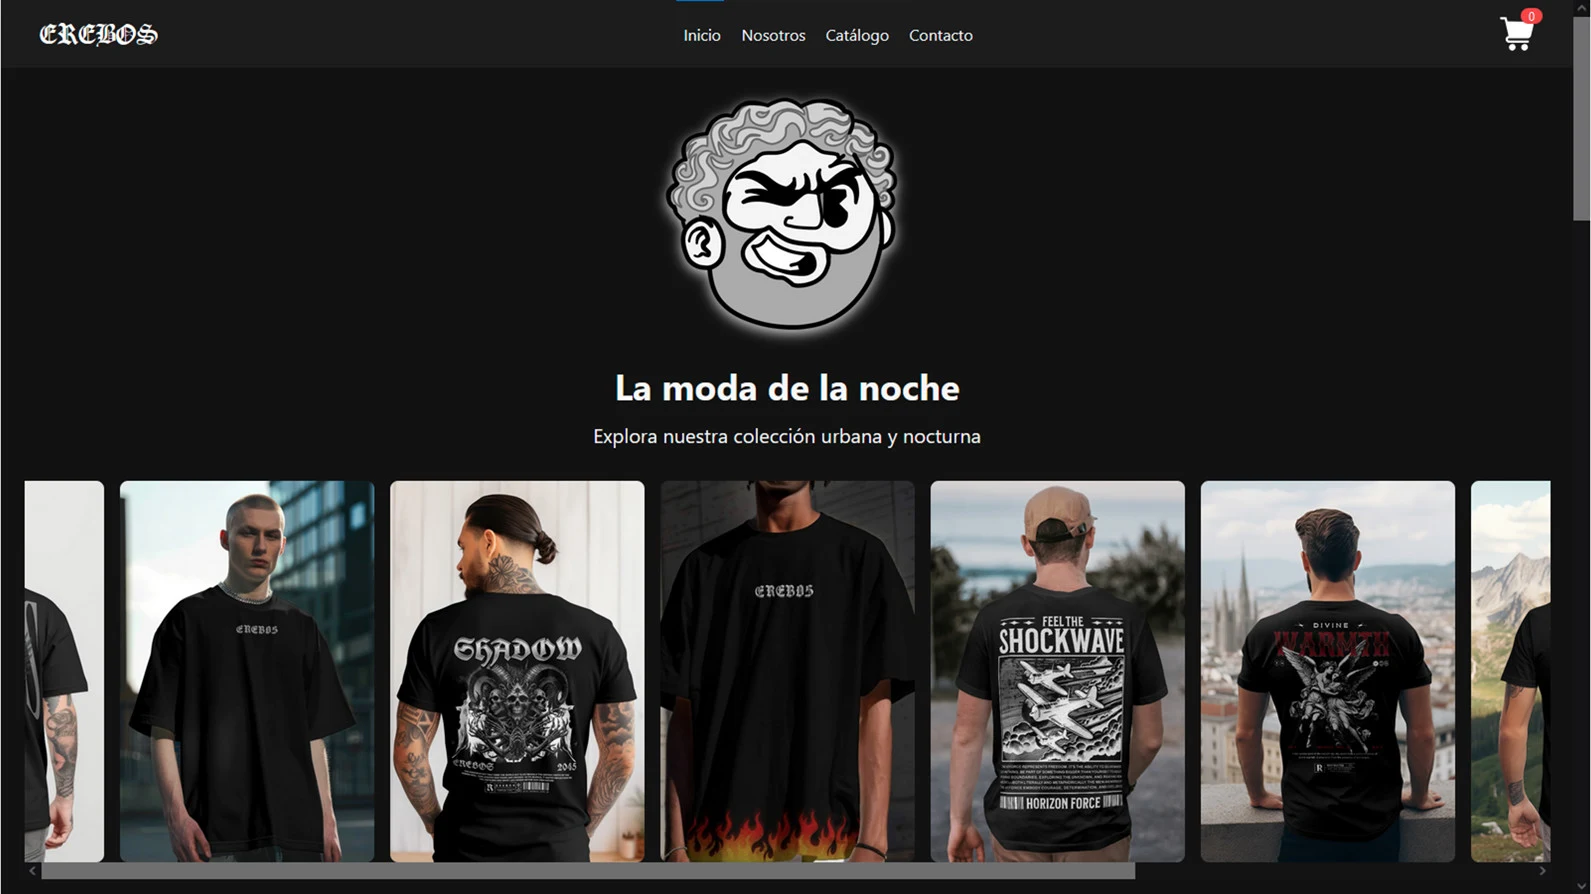 EREBOS
Inicio Nosotros Catálogo Contacto
0
La moda de la noche
Explora nuestra colección urbana y nocturna
EREBOS
SHADOW
EREBOS 2045
R
EREBOS
FEEL THE
SHOCKWAVE
HORIZON FORCE
DIVINE
WARMTH
R